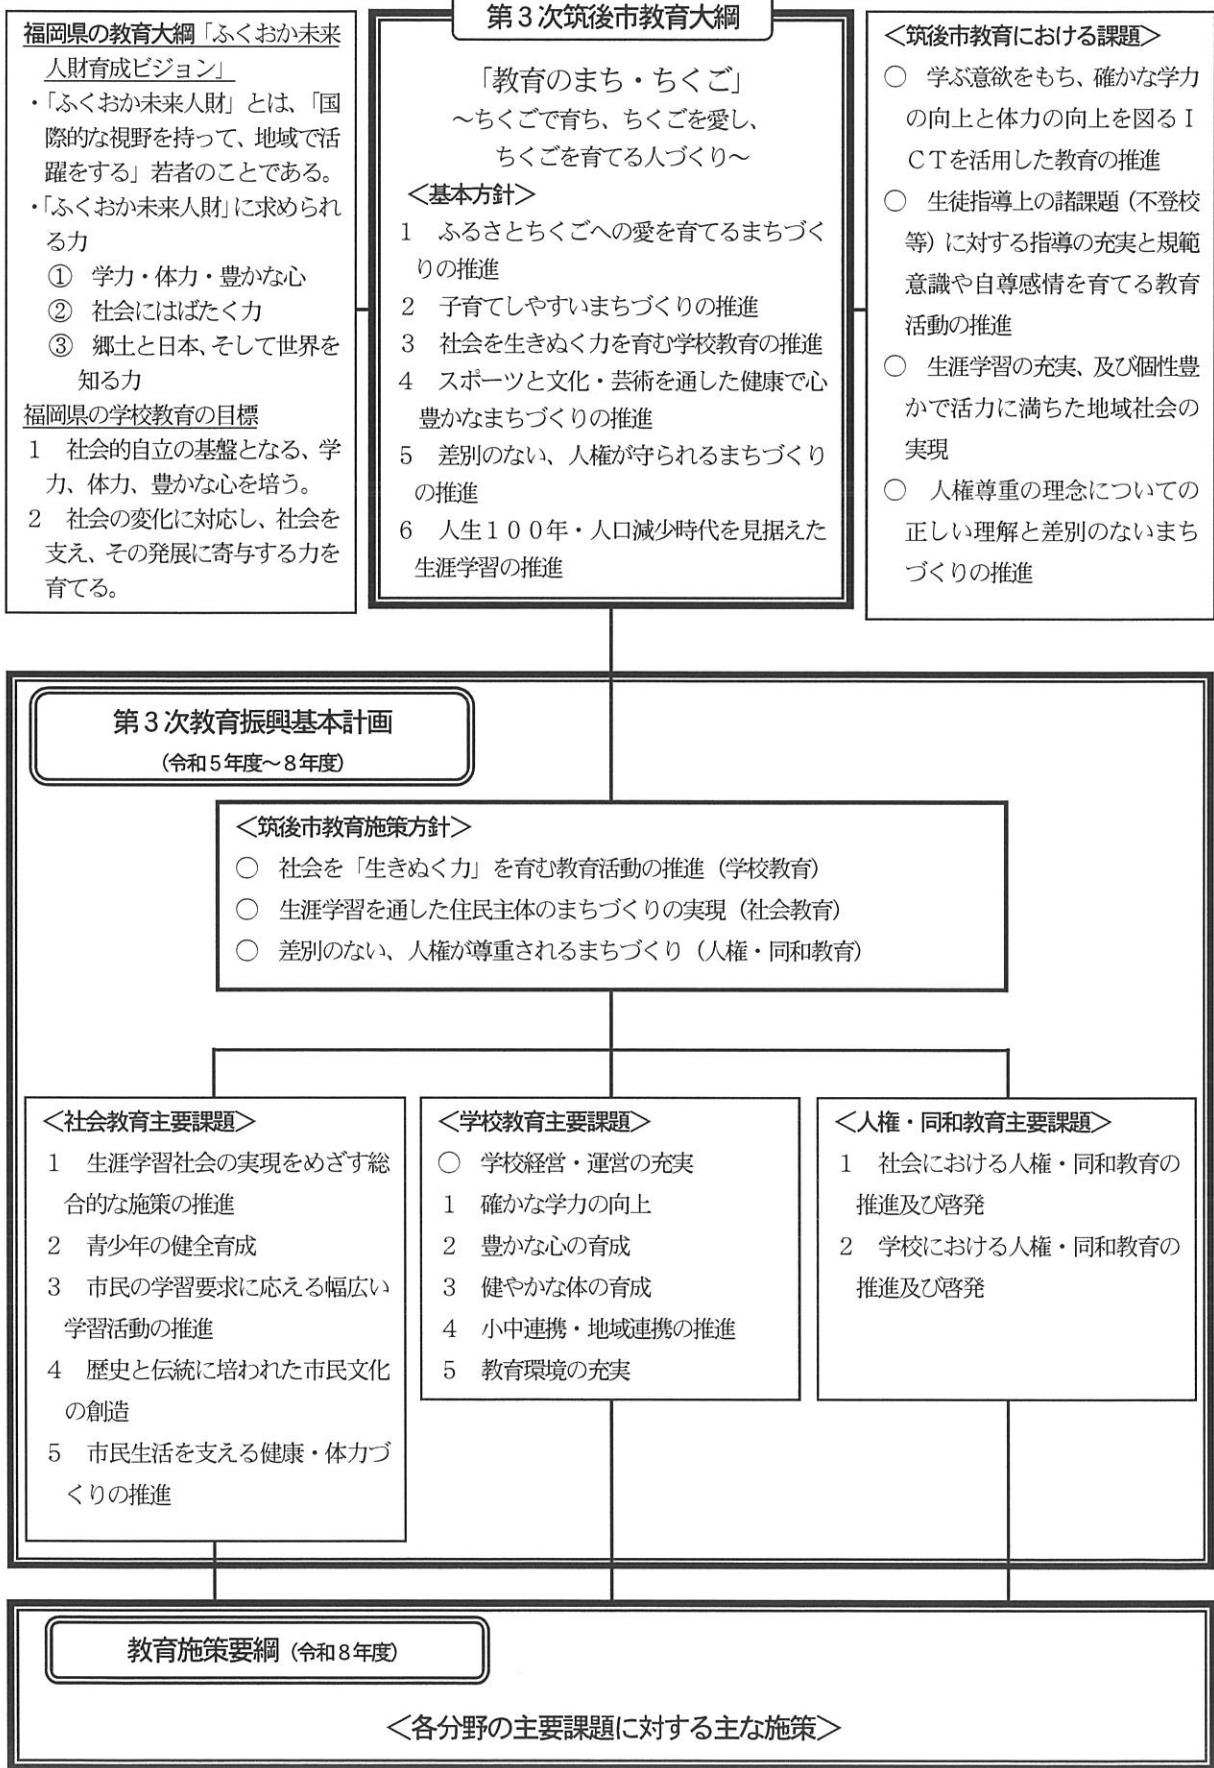 第3次筑後市教育大綱
福岡県の教育大綱「ふくおか未来
人財育成ビジョン」
・「ふくおか未来人財」とは、「国
際的な視野を持って、地域で活
躍をする」若者のことである。
・「ふくおか未来人財」に求められ
る力
① 学力・体力・豊かな心
② 社会にはばたく力
③ 郷土と日本、そして世界を
知る力
福岡県の学校教育の目標
1 社会的自立の基盤となる、学
力、体力、豊かな心を培う。
2 社会の変化に対応し、社会を
支え、その発展に寄与する力を
育てる。
「教育のまち・ちくご」
～ちくごで育ち、ちくごを愛し、
ちくごを育てる人づくり～
＜基本方針＞
1 ふるさとちくごへの愛を育てるまちづく
りの推進
2 子育てしやすいまちづくりの推進
3 社会を生きぬく力を育む学校教育の推進
4 スポーツと文化・芸術を通した健康で心
豊かなまちづくりの推進
5 差別のない、人権が守られるまちづくり
の推進
6 人生１００年・人口減少時代を見据えた
生涯学習の推進
＜筑後市教育における課題＞
○ 学ぶ意欲をもち、確かな学力
の向上と体力の向上を図るＩ
ＣＴを活用した教育の推進
○ 生徒指導上の諸課題（不登校
等）に対する指導の充実と規範
意識や自尊感情を育てる教育
活動の推進
○ 生涯学習の充実、及び個性豊
かで活力に満ちた地域社会の
実現
○ 人権尊重の理念についての
正しい理解と差別のないまち
づくりの推進
第3次教育振興基本計画
（令和5年度～8年度）
＜筑後市教育施策方針＞
○ 社会を「生きぬく力」を育む教育活動の推進（学校教育）
○ 生涯学習を通した住民主体のまちづくりの実現（社会教育）
○ 差別のない、人権が尊重されるまちづくり（人権・同和教育）
＜社会教育主要課題＞
1 生涯学習社会の実現をめざす総
合的な施策の推進
2 青少年の健全育成
3 市民の学習要求に応える幅広い
学習活動の推進
4 歴史と伝統に培われた市民文化
の創造
5 市民生活を支える健康・体力づ
くりの推進
＜学校教育主要課題＞
○ 学校経営・運営の充実
1 確かな学力の向上
2 豊かな心の育成
3 健やかな体の育成
4 小中連携・地域連携の推進
5 教育環境の充実
＜人権・同和教育主要課題＞
1 社会における人権・同和教育の
推進及び啓発
2 学校における人権・同和教育の
推進及び啓発
教育施策要綱（令和8年度）
＜各分野の主要課題に対する主な施策＞